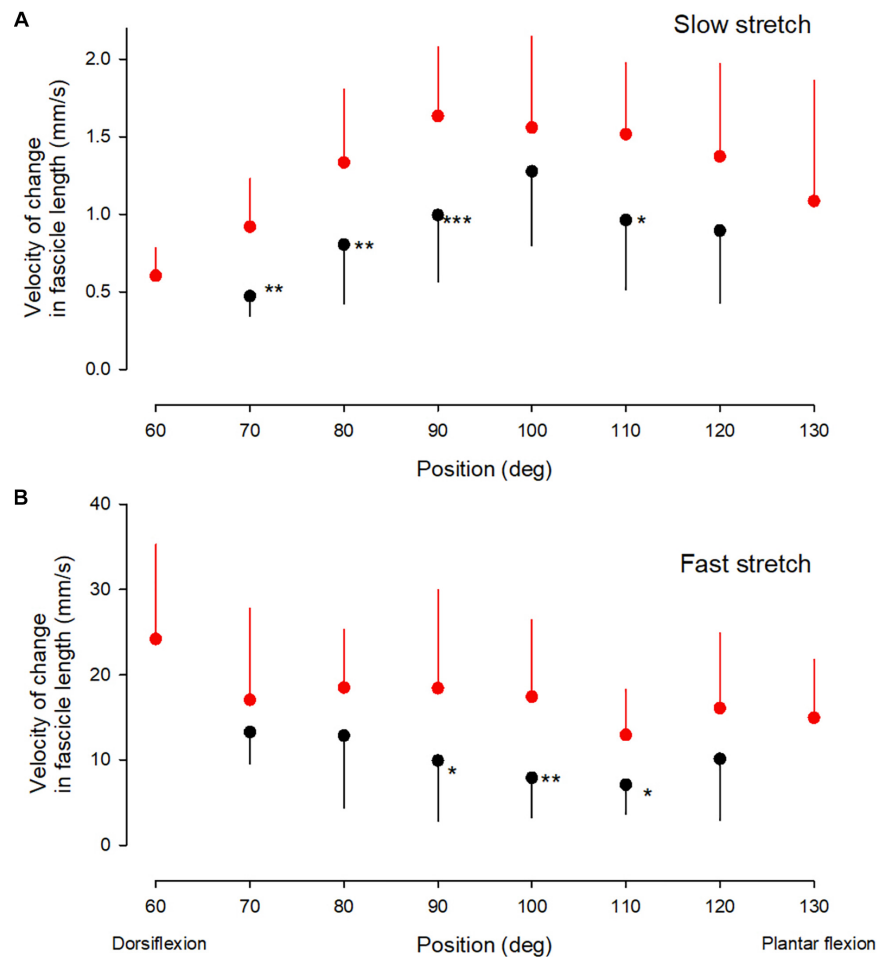 A
Slow stretch
Velocity of change
in fascicle length (mm/s)
2.0
1.5
1.0
0.5
0.0
**
**
***
*
60 70 80 90 100 110 120 130
Position (deg)
B
Fast stretch
Velocity of change
in fascicle length (mm/s)
40
30
20
10
0
*
**
*
60 70 80 90 100 110 120 130
Dorsiflexion Position (deg) Plantar flexion